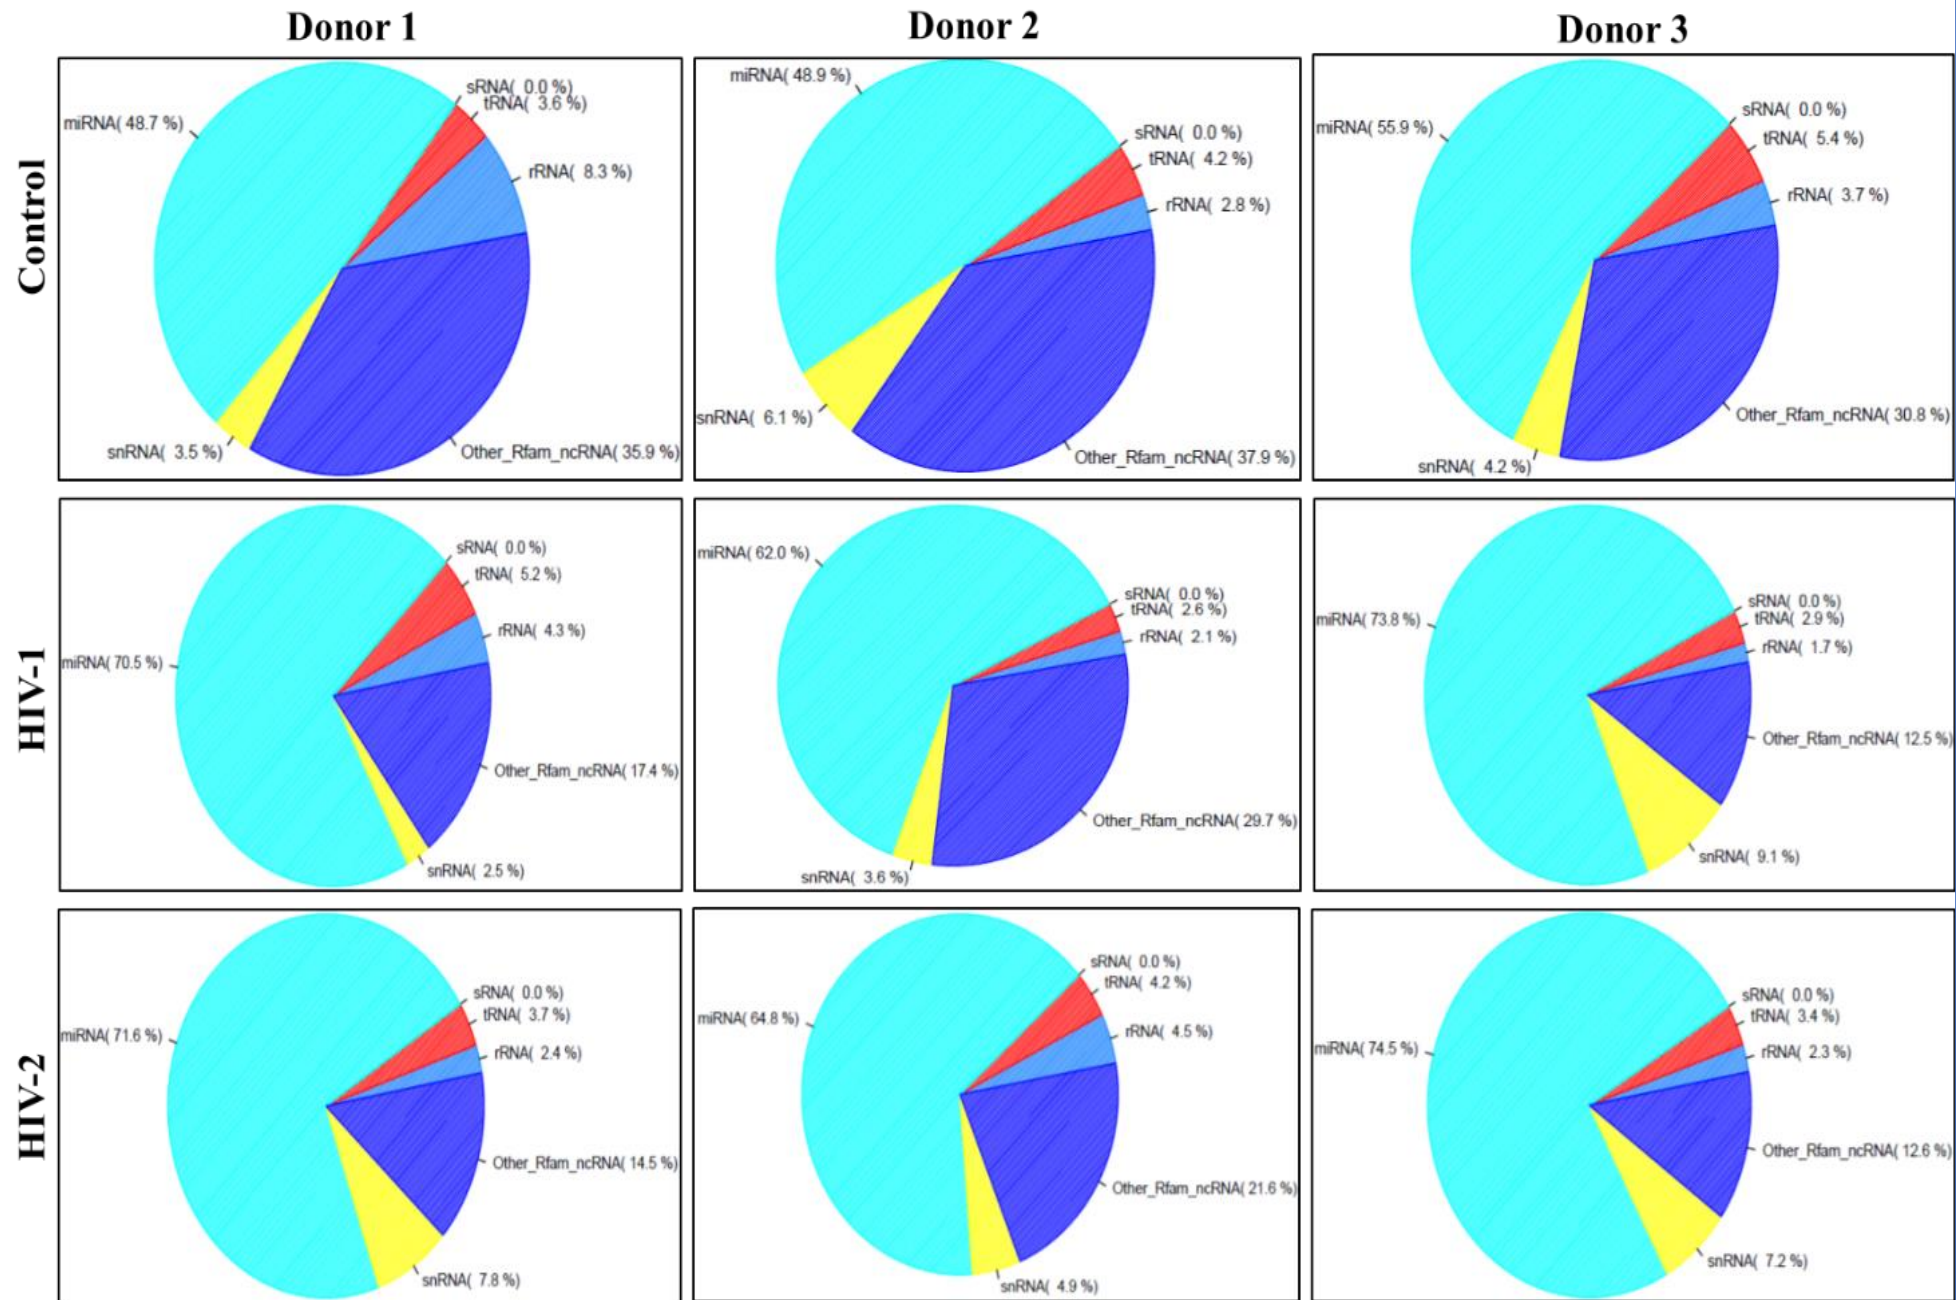 Donor 1
Donor 2
Donor 3
Control
miRNA( 48.7 %)
sRNA( 0.0 %)
tRNA( 3.6 %)
rRNA( 8.3 %)
Other_Rfam_ncRNA( 35.9 %)
snRNA( 3.5 %)
miRNA( 48.9 %)
sRNA( 0.0 %)
tRNA( 4.2 %)
rRNA( 2.8 %)
Other_Rfam_ncRNA( 37.9 %)
snRNA( 6.1 %)
miRNA( 55.9 %)
sRNA( 0.0 %)
tRNA( 5.4 %)
rRNA( 3.7 %)
Other_Rfam_ncRNA( 30.8 %)
snRNA( 4.2 %)
HIV-1
miRNA( 70.5 %)
sRNA( 0.0 %)
tRNA( 5.2 %)
rRNA( 4.3 %)
Other_Rfam_ncRNA( 17.4 %)
snRNA( 2.5 %)
miRNA( 62.0 %)
sRNA( 0.0 %)
tRNA( 2.6 %)
rRNA( 2.1 %)
Other_Rfam_ncRNA( 29.7 %)
snRNA( 3.6 %)
miRNA( 73.8 %)
sRNA( 0.0 %)
tRNA( 2.9 %)
rRNA( 1.7 %)
Other_Rfam_ncRNA( 12.5 %)
snRNA( 9.1 %)
HIV-2
miRNA( 71.6 %)
sRNA( 0.0 %)
tRNA( 3.7 %)
rRNA( 2.4 %)
Other_Rfam_ncRNA( 14.5 %)
snRNA( 7.8 %)
miRNA( 64.8 %)
sRNA( 0.0 %)
tRNA( 4.2 %)
rRNA( 4.5 %)
Other_Rfam_ncRNA( 21.6 %)
snRNA( 4.9 %)
miRNA( 74.5 %)
sRNA( 0.0 %)
tRNA( 3.4 %)
rRNA( 2.3 %)
Other_Rfam_ncRNA( 12.6 %)
snRNA( 7.2 %)